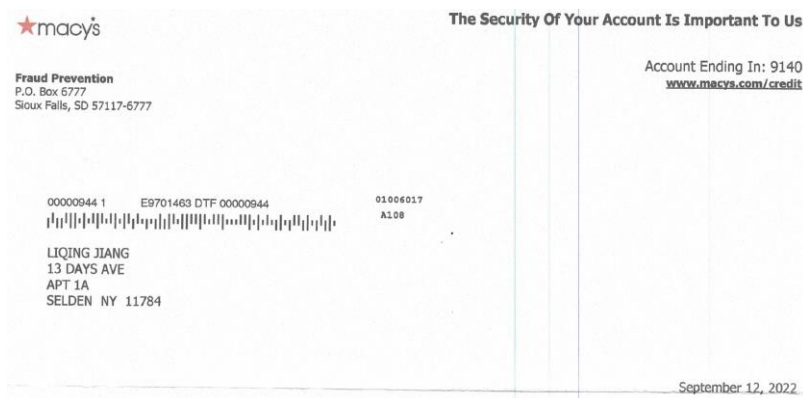 macy's
The Security Of Your Account Is Important To Us
Account Ending In: 9140
www.macys.com/credit
Fraud Prevention
P.O. Box 6777
Sioux Falls, SD 57117-6777
00000944 1 E9701463 DTF 00000944
01006017
A108
LIQING JIANG
13 DAYS AVE
APT 1A
SELDEN NY 11784
September 12, 2022